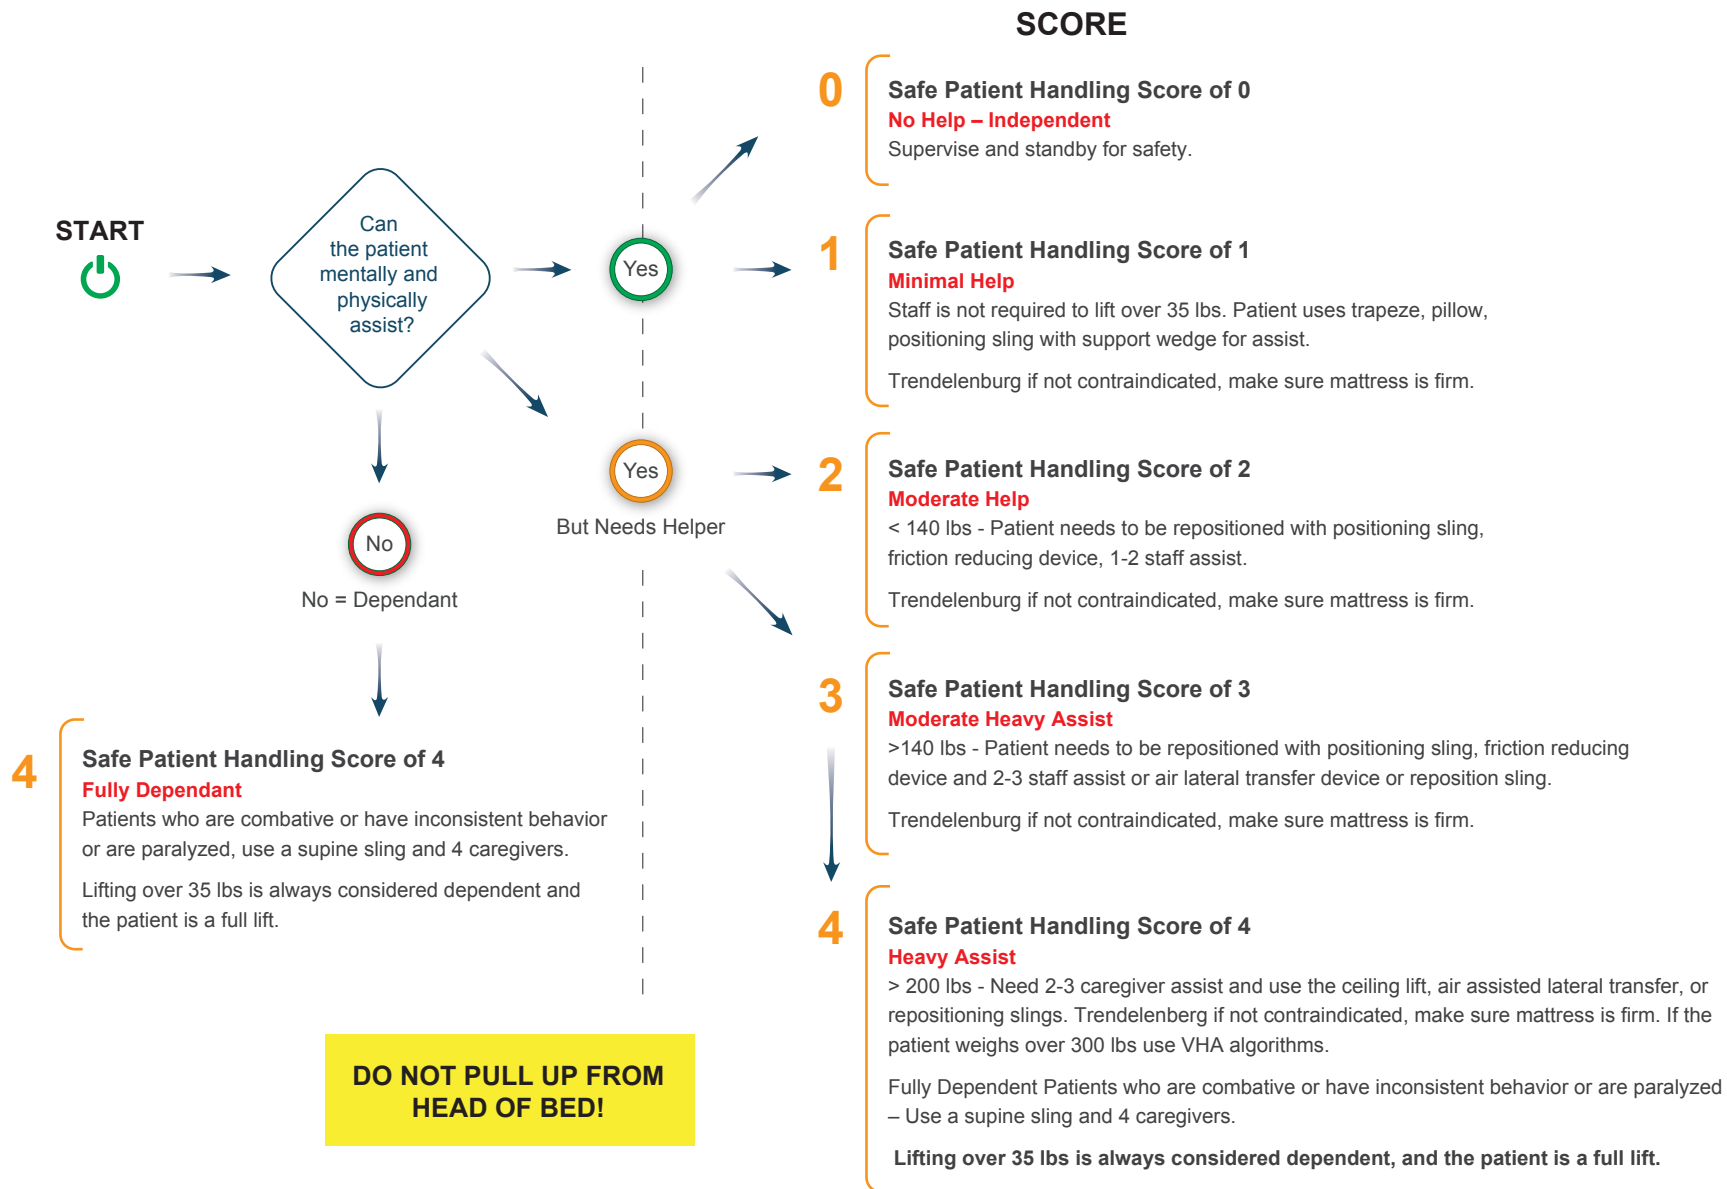 SCORE
START
Can
the patient
mentally and
physically
assist?
Yes
Yes
But Needs Helper
No
No = Dependant
0
Safe Patient Handling Score of 0
No Help – Independent
Supervise and standby for safety.
1
Safe Patient Handling Score of 1
Minimal Help
Staff is not required to lift over 35 lbs. Patient uses trapeze, pillow,
positioning sling with support wedge for assist.
Trendelenburg if not contraindicated, make sure mattress is firm.
2
Safe Patient Handling Score of 2
Moderate Help
< 140 lbs - Patient needs to be repositioned with positioning sling,
friction reducing device, 1-2 staff assist.
Trendelenburg if not contraindicated, make sure mattress is firm.
3
Safe Patient Handling Score of 3
Moderate Heavy Assist
>140 lbs - Patient needs to be repositioned with positioning sling, friction reducing
device and 2-3 staff assist or air lateral transfer device or reposition sling.
Trendelenburg if not contraindicated, make sure mattress is firm.
4
Safe Patient Handling Score of 4
Heavy Assist
> 200 lbs - Need 2-3 caregiver assist and use the ceiling lift, air assisted lateral transfer, or
repositioning slings. Trendelenberg if not contraindicated, make sure mattress is firm. If the
patient weighs over 300 lbs use VHA algorithms.
Fully Dependent Patients who are combative or have inconsistent behavior or are paralyzed
– Use a supine sling and 4 caregivers.
Lifting over 35 lbs is always considered dependent, and the patient is a full lift.
4
Safe Patient Handling Score of 4
Fully Dependant
Patients who are combative or have inconsistent behavior
or are paralyzed, use a supine sling and 4 caregivers.
Lifting over 35 lbs is always considered dependent and
the patient is a full lift.
DO NOT PULL UP FROM
HEAD OF BED!